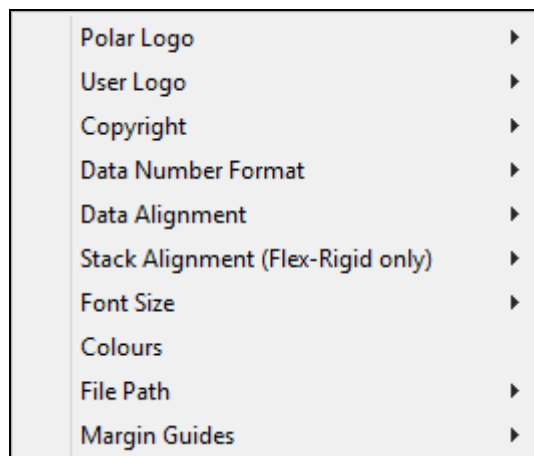 Polar Logo
User Logo
Copyright
Data Number Format
Data Alignment
Stack Alignment (Flex-Rigid only)
Font Size
Colours
File Path
Margin Guides